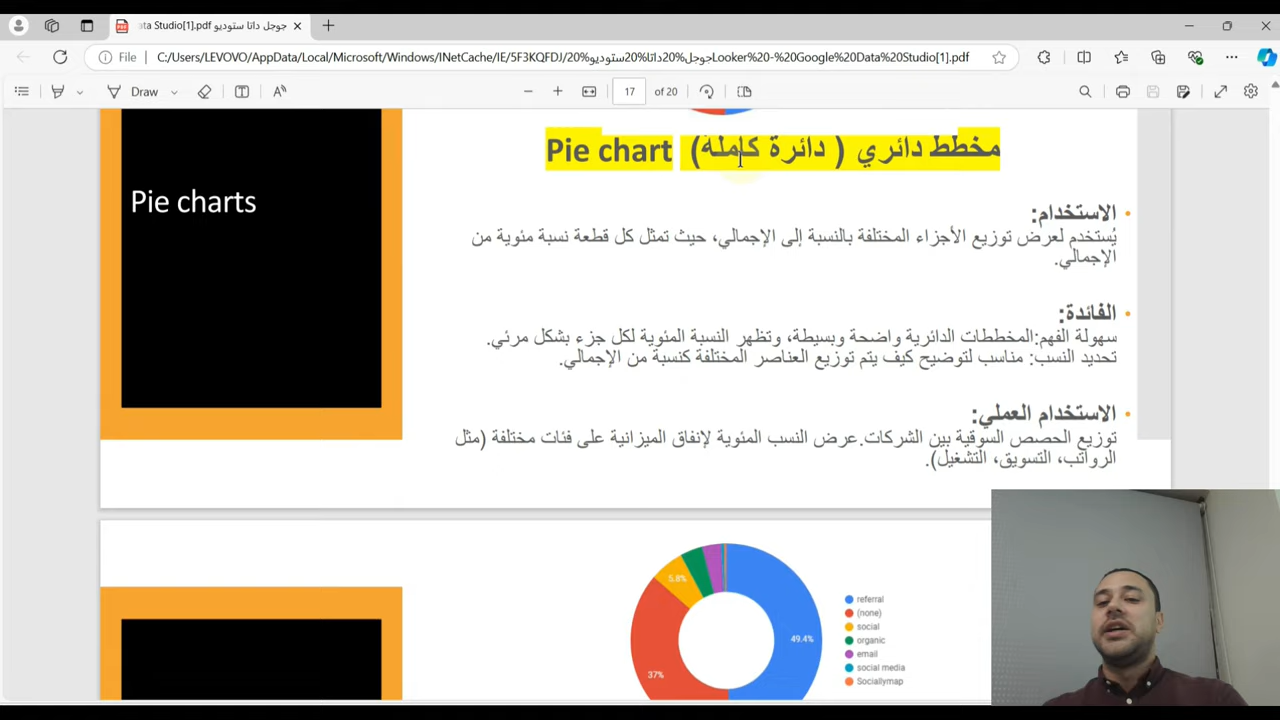 جوجل داتا ستوديو ata Studio[1].pdf
File
C:/Users/LEVOVO/AppData/Local/Microsoft/Windows/INetCache/IE/5F3KQFDJ/جوجل%20داتا%20ستوديو%20Looker%20-%20Google%20Data%20Studio[1].pdf
Draw
17 of 20
Pie charts
مخطط دائري ( دائرة كاملة) Pie chart
• الاستخدام:
يُستخدم لعرض توزيع الأجزاء المختلفة بالنسبة إلى الإجمالي، حيث تمثل كل قطعة نسبة مئوية من
الإجمالي.
• الفائدة:
سهولة الفهم:المخططات الدائرية واضحة وبسيطة، وتظهر النسبة المئوية لكل جزء بشكل مرئي.
تحديد النسب: مناسب لتوضيح كيف يتم توزيع العناصر المختلفة كنسبة من الإجمالي.
• الاستخدام العملي:
توزيع الحصص السوقية بين الشركات.عرض النسب المئوية لإنفاق الميزانية على فئات مختلفة (مثل
الرواتب، التسويق، التشغيل).
5.8%
49.4%
37%
referral
(none)
social
organic
email
social media
Sociallymap